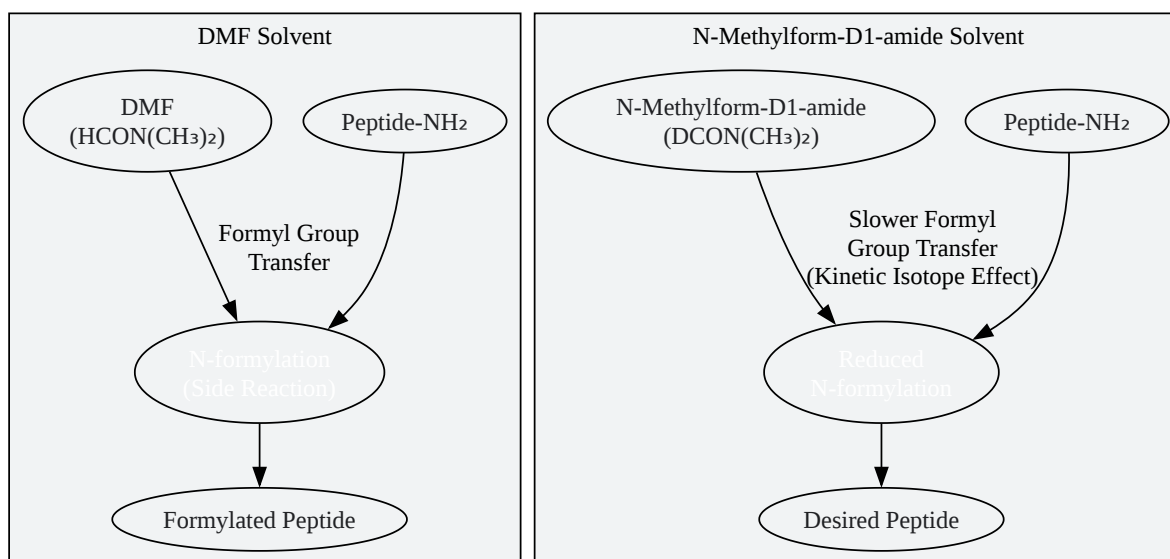 DMF Solvent
DMF
(HCON(CH₃)₂)
Peptide-NH₂
Formyl Group
Transfer
N-formylation
(Side Reaction)
Formylated Peptide
N-Methylform-D1-amide Solvent
N-Methylform-D1-amide
(DCON(CH₃)₂)
Peptide-NH₂
Slower Formyl
Group Transfer
(Kinetic Isotope Effect)
Reduced
N-formylation
Desired Peptide